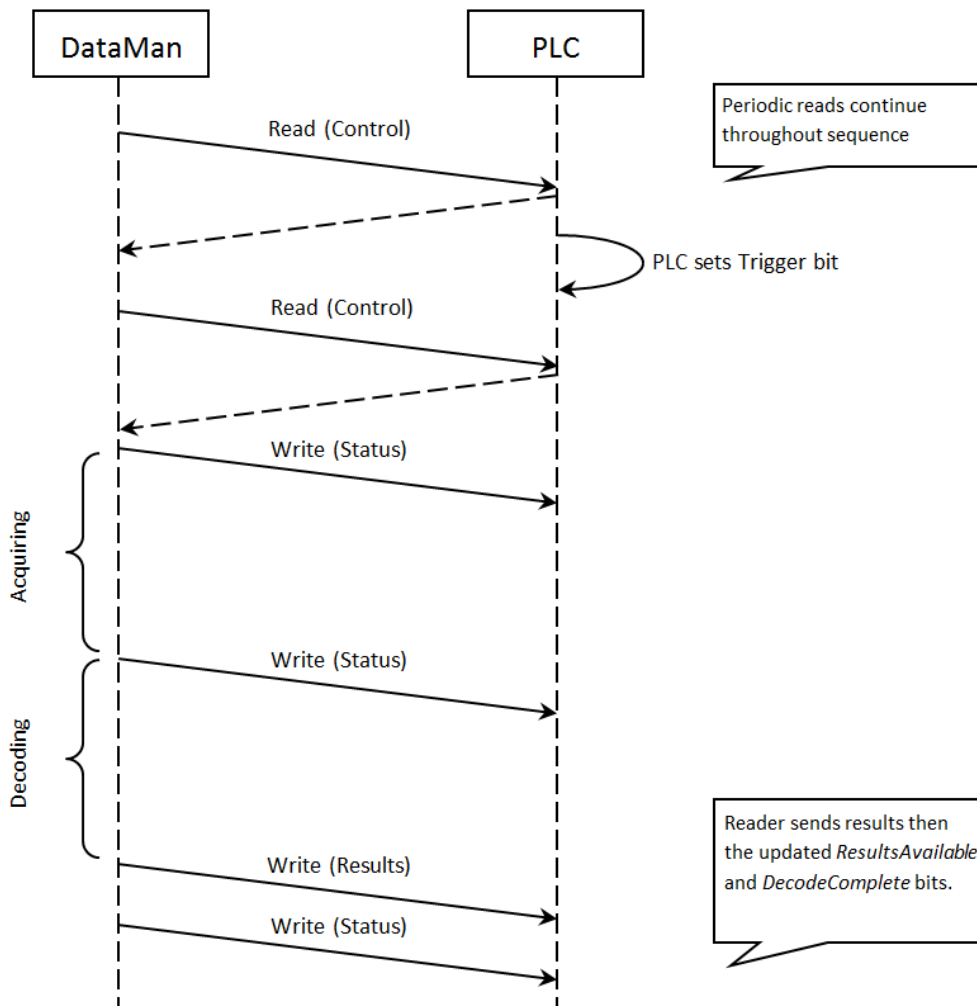 DataMan
PLC
Periodic reads continue
throughout sequence
Read (Control)
PLC sets Trigger bit
Read (Control)
Write (Status)
Acquiring
Write (Status)
Decoding
Reader sends results then
the updated ResultsAvailable
and DecodeComplete bits.
Write (Results)
Write (Status)